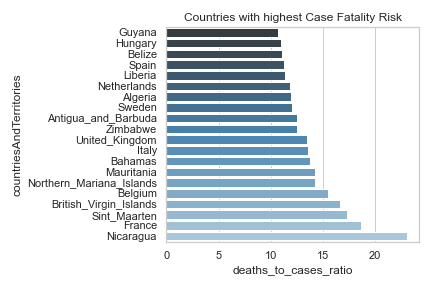 Countries with highest Case Fatality Risk
countriesAndTerritories
Guyana
Hungary
Belize
Spain
Liberia
Netherlands
Algeria
Sweden
Antigua_and_Barbuda
Zimbabwe
United_Kingdom
Italy
Bahamas
Mauritania
Northern_Mariana_Islands
Belgium
British_Virgin_Islands
Sint_Maarten
France
Nicaragua
0 5 10 15 20
deaths_to_cases_ratio